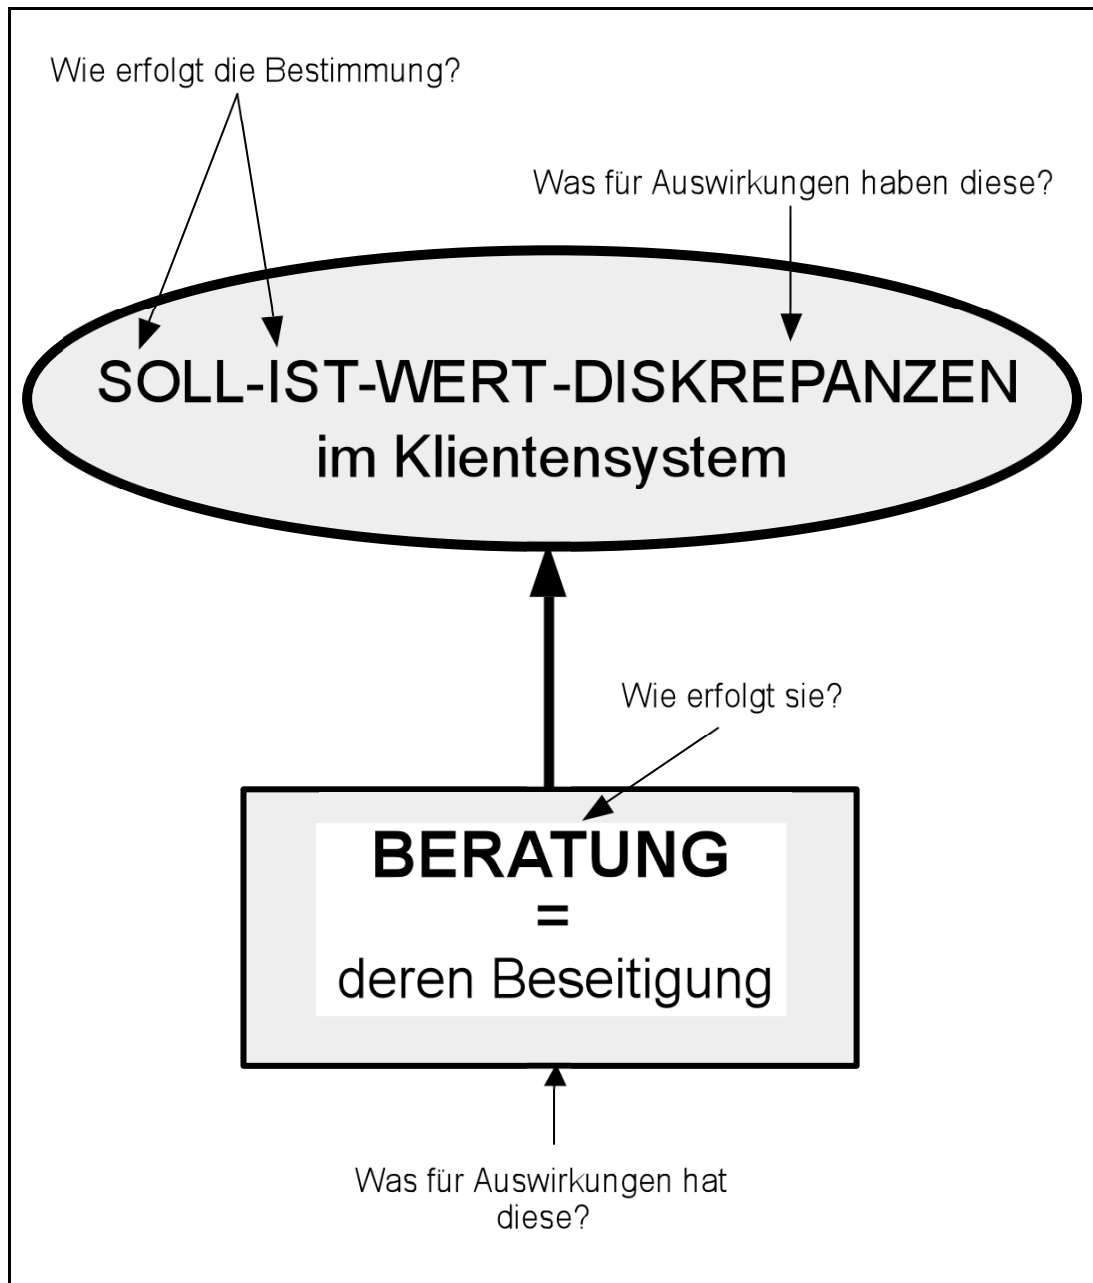 Wie erfolgt die Bestimmung?
Was für Auswirkungen haben diese?
SOLL-IST-WERT-DISKREPANZEN
im Klientensystem
Wie erfolgt sie?
BERATUNG
=
deren Beseitigung
Was für Auswirkungen hat
diese?